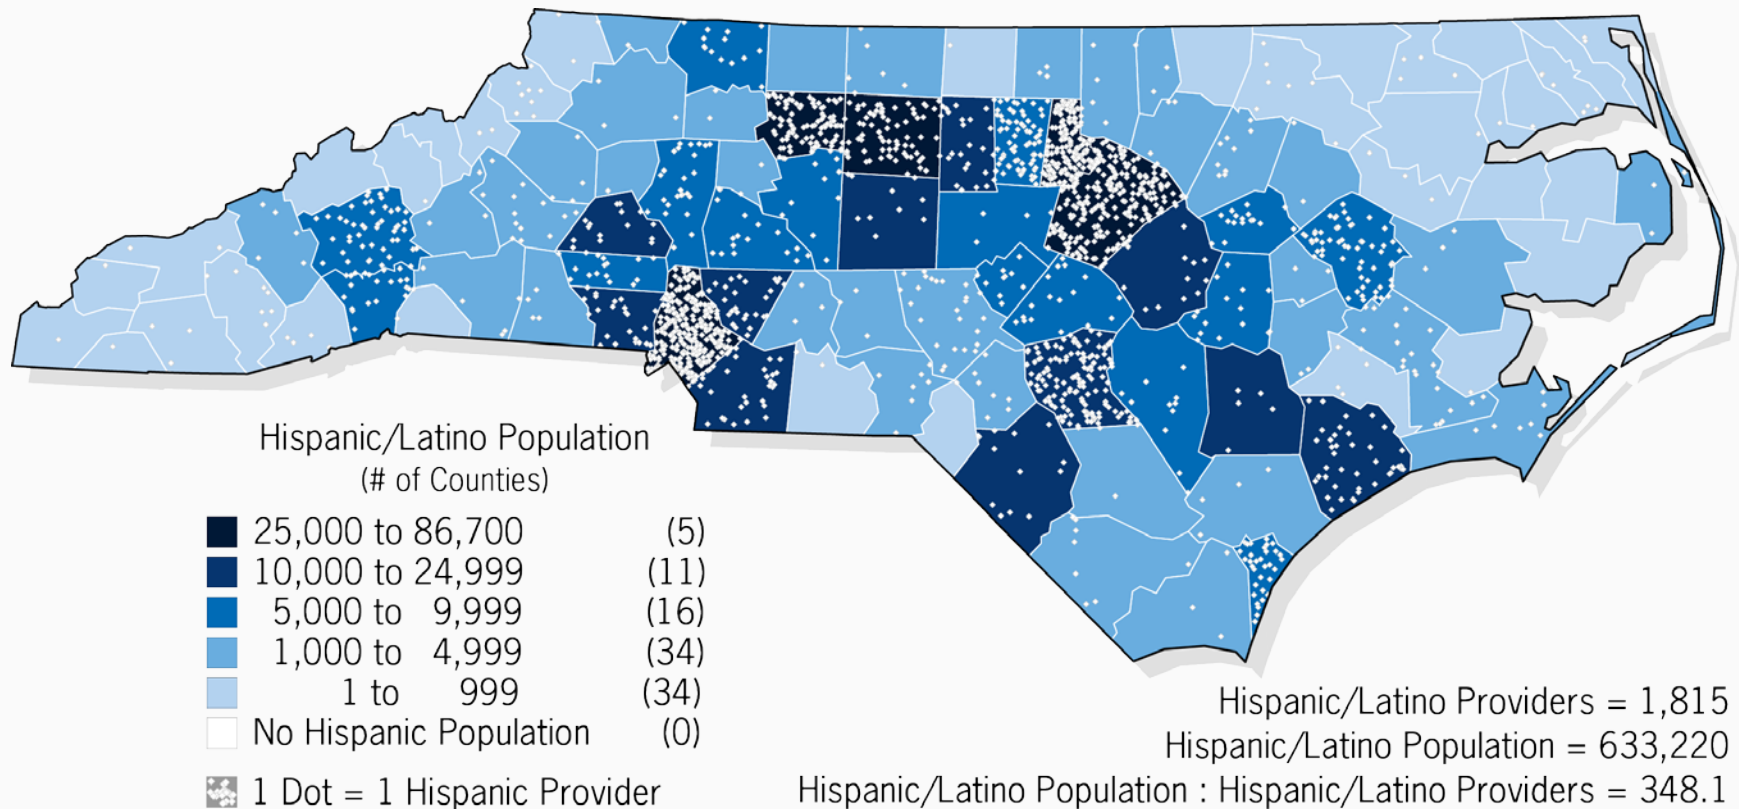 Hispanic/Latino Population
(# of Counties)
25,000 to 86,700 (5)
10,000 to 24,999 (11)
5,000 to 9,999 (16)
1,000 to 4,999 (34)
1 to 999 (34)
No Hispanic Population (0)
1 Dot = 1 Hispanic Provider
Hispanic/Latino Providers = 1,815
Hispanic/Latino Population = 633,220
Hispanic/Latino Population : Hispanic/Latino Providers = 348.1